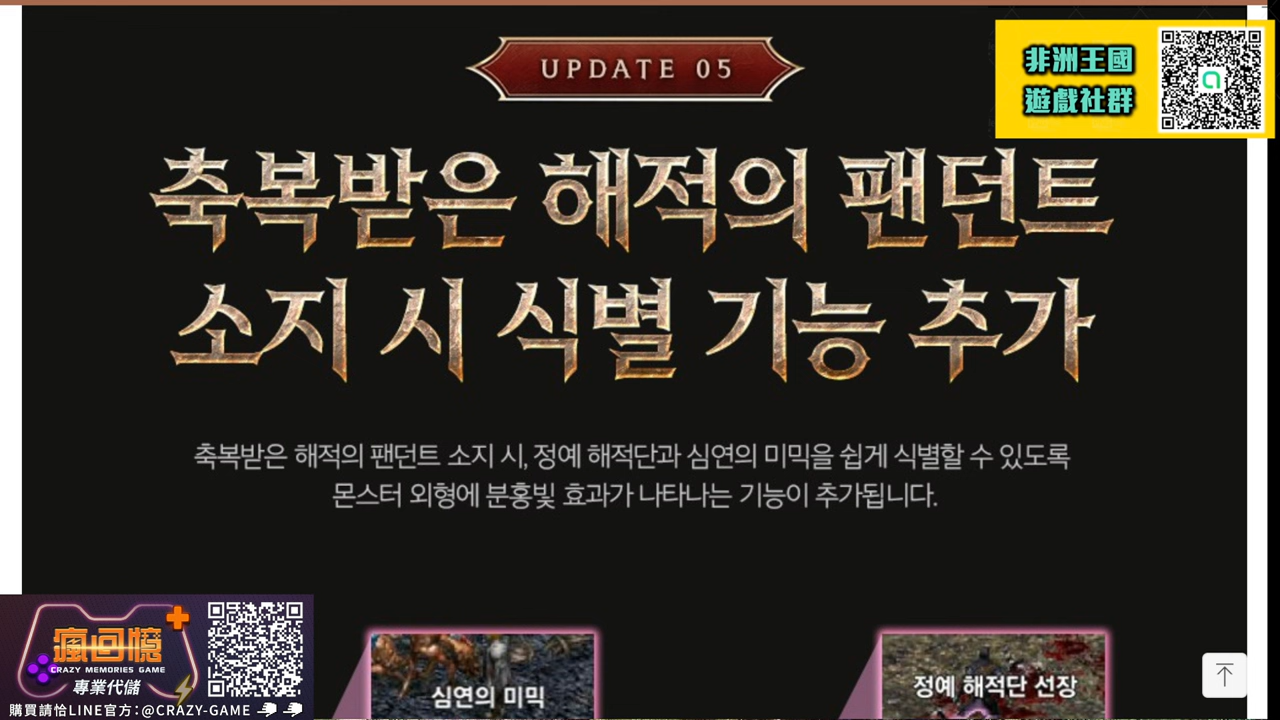 UPDATE 05
非洲王國
遊戲社群
축복받은 해적의 팬던트
소지 시 식별 기능 추가
축복받은 해적의 팬던트 소지 시, 정예 해적단과 심연의 미믹을 쉽게 식별할 수 있도록
몬스터 외형에 분홍빛 효과가 나타나는 기능이 추가됩니다.
심연의 미믹
정예 해적단 선장
瘋回憶
CRAZY MEMORIES GAME
專業代儲
購買請恰LINE官方:@CRAZY-GAME